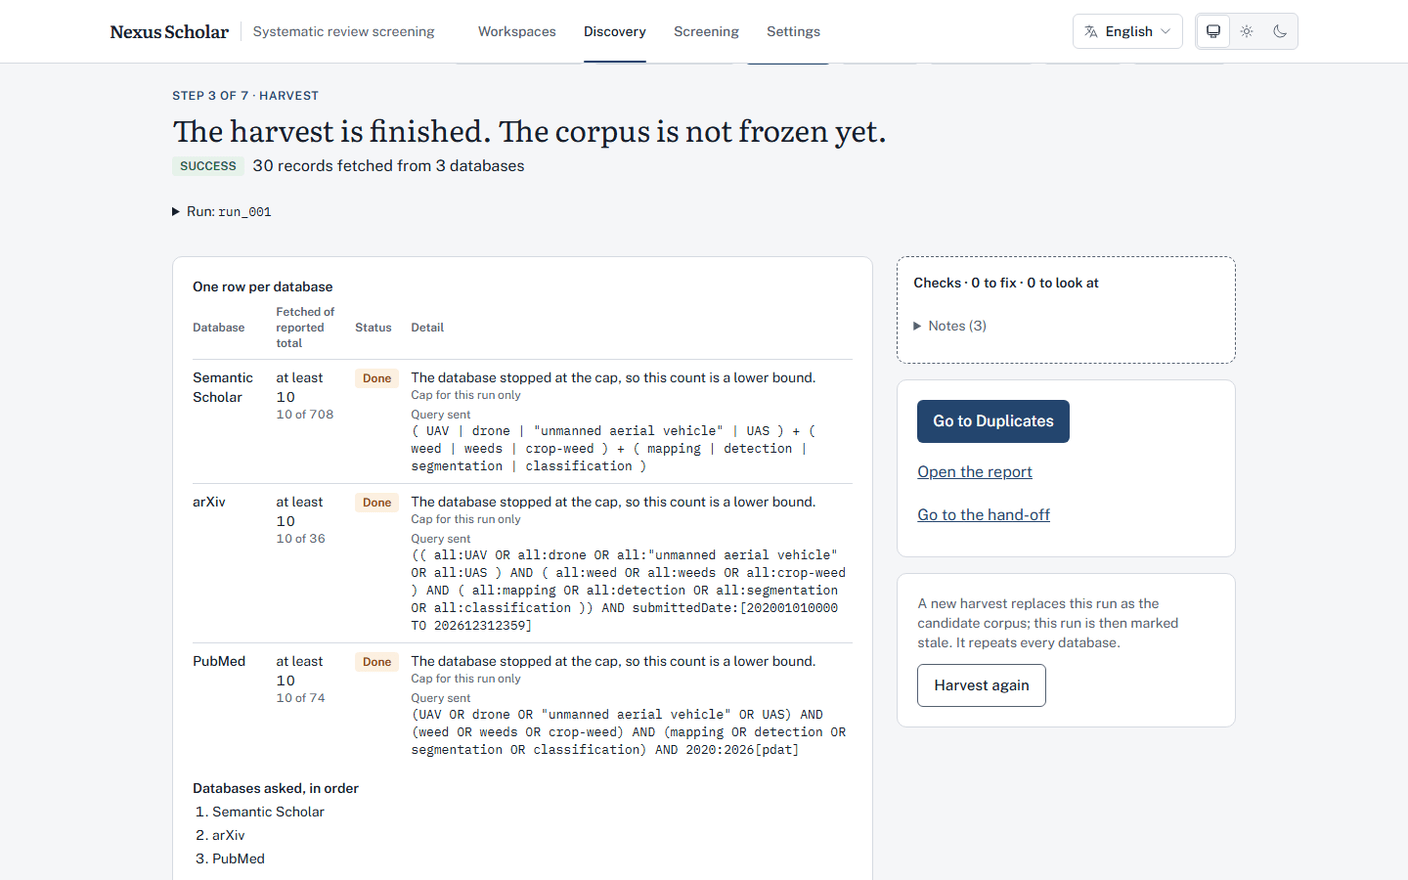 Nexus Scholar
Systematic review screening
Workspaces
Discovery
Screening
Settings
English
STEP 3 OF 7 · HARVEST
The harvest is finished. The corpus is not frozen yet.
SUCCESS 30 records fetched from 3 databases
Run: run_001
One row per database
Database
Fetched of
reported
total
Status
Detail
Semantic
Scholar
at least
10
10 of 708
Done
The database stopped at the cap, so this count is a lower bound.
Cap for this run only
Query sent
( UAV | drone | "unmanned aerial vehicle" | UAS ) + (
weed | weeds | crop-weed ) + ( mapping | detection |
segmentation | classification )
arXiv
at least
10
10 of 36
Done
The database stopped at the cap, so this count is a lower bound.
Cap for this run only
Query sent
(( all:UAV OR all:drone OR all:"unmanned aerial vehicle"
OR all:UAS ) AND ( all:weed OR all:weeds OR all:crop-weed
) AND ( all:mapping OR all:detection OR all:segmentation
OR all:classification )) AND submittedDate:[202001010000
TO 202612312359]
PubMed
at least
10
10 of 74
Done
The database stopped at the cap, so this count is a lower bound.
Cap for this run only
Query sent
(UAV OR drone OR "unmanned aerial vehicle" OR UAS) AND
(weed OR weeds OR crop-weed) AND (mapping OR detection OR
segmentation OR classification) AND 2020:2026[pdat]
Databases asked, in order
1. Semantic Scholar
2. arXiv
3. PubMed
Checks · 0 to fix · 0 to look at
Notes (3)
Go to Duplicates
Open the report
Go to the hand-off
A new harvest replaces this run as the
candidate corpus; this run is then marked
stale. It repeats every database.
Harvest again